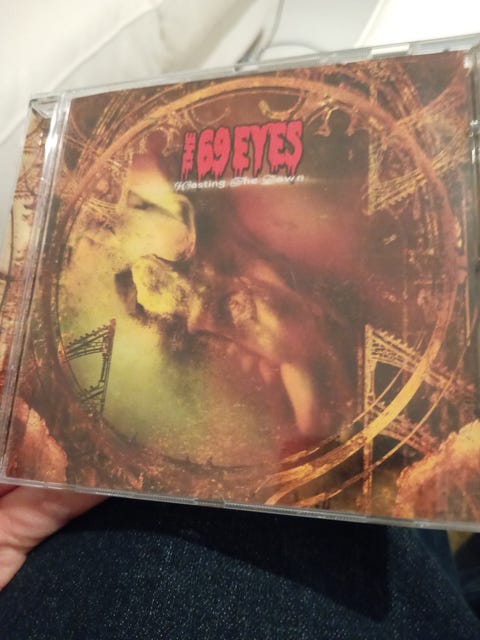 THE 69 EYES
Wasting The Dawn